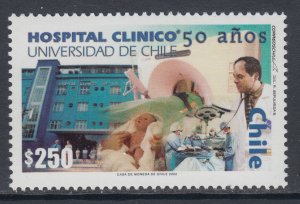 HOSPITAL CLINICO 50 años
UNIVERSIDAD DE CHILE
$250
Chile
CASA DE MONEDA DE CHILE 2002